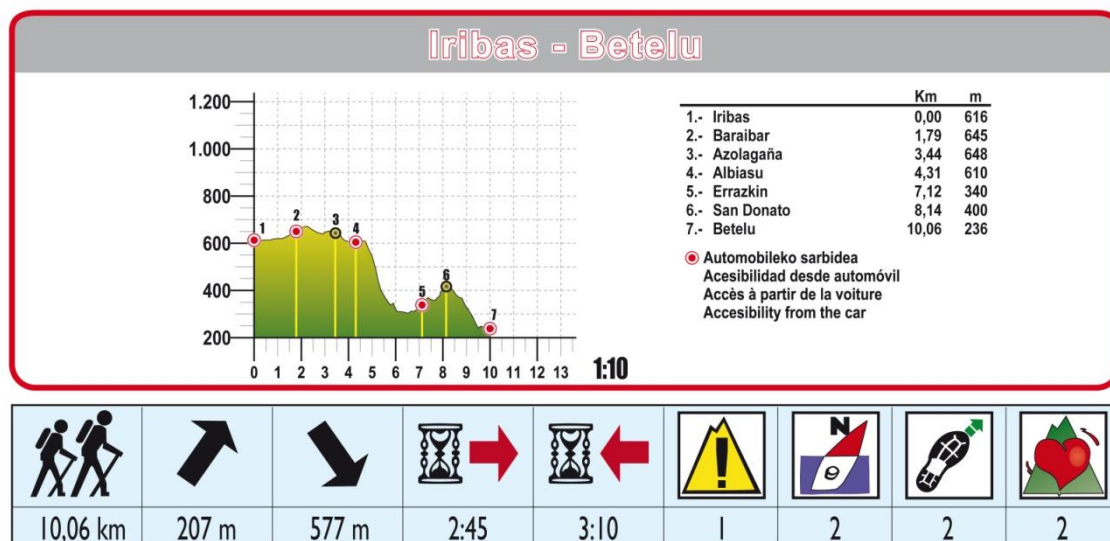 Iribas - Betelu
1.200
1.000
800
600
400
200
1 2 3 4 5 6 7
0 1 2 3 4 5 6 7 8 9 10 11 12 13 1:10
Km m
1.- Iribas 0,00 616
2.- Baraibar 1,79 645
3.- Azolagaña 3,44 648
4.- Albiasu 4,31 610
5.- Errazkin 7,12 340
6.- San Donato 8,14 400
7.- Betelu 10,06 236
Automobileko sarbidea
Acesibilidad desde automóvil
Accès à partir de la voiture
Accesibility from the car
! N
10,06 km 207 m 577 m 2:45 3:10 1 2 2 2